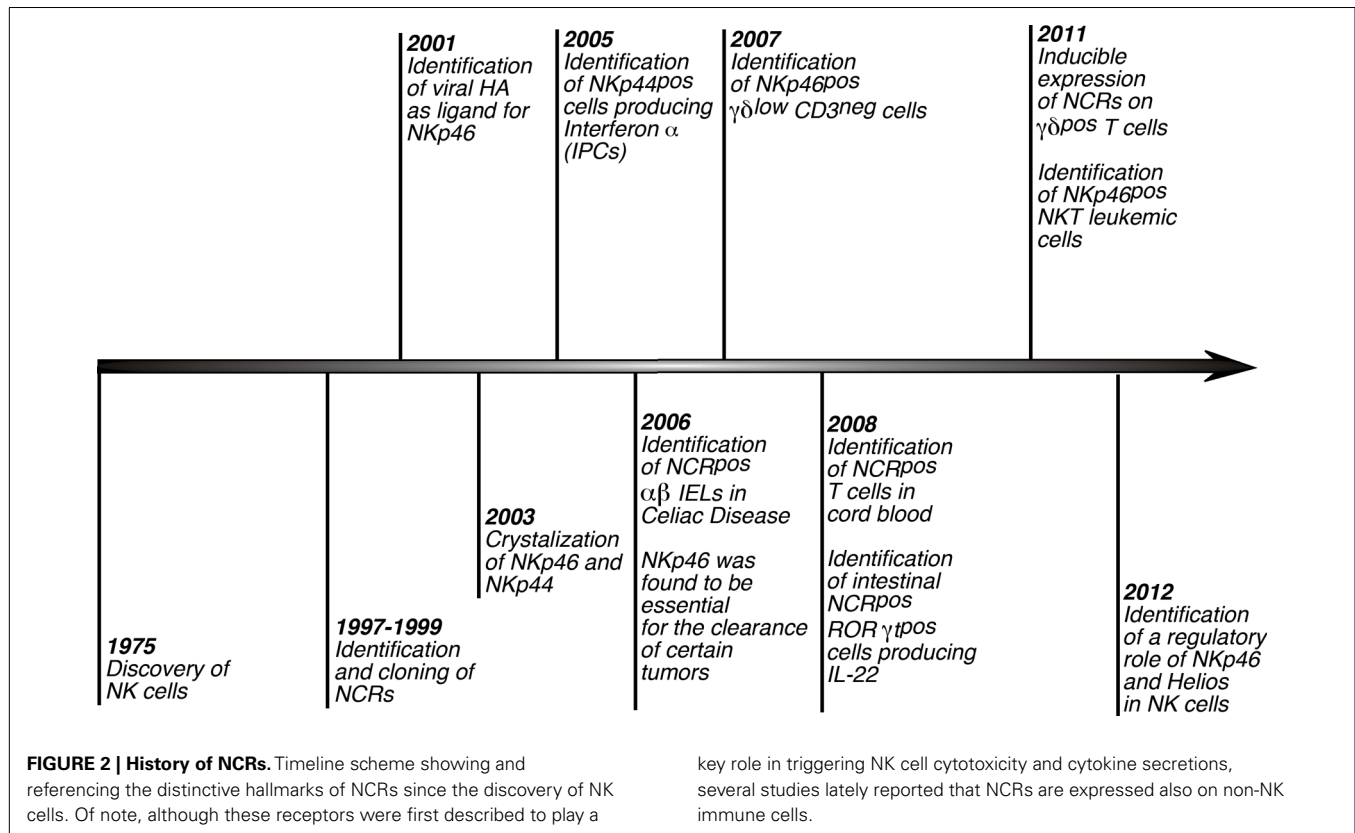 2001
Identification
of viral HA
as ligand for
NKp46
2005
Identification
of NKp44pos
cells producing
Interferon α
(IPCs)
2007
Identification
of NKp46pos
γδlow CD3neg cells
2011
Inducible
expression
of NCRs on
γδpos T cells
Identification
of NKp46pos
NKT leukemic
cells
1975
Discovery of
NK cells
1997-1999
Identification
and cloning of
NCRs
2003
Crystalization
of NKp46 and
NKp44
2006
Identification
of NCRpos
αβ IELs in
Celiac Disease
NKp46 was
found to be
essential
for the clearance
of certain
tumors
2008
Identification
of NCRpos
T cells in
cord blood
Identification
of intestinal
NCRpos
ROR γtpos
cells producing
IL-22
2012
Identification
of a regulatory
role of NKp46
and Helios
in NK cells
FIGURE 2 | History of NCRs. Timeline scheme showing and
referencing the distinctive hallmarks of NCRs since the discovery of NK
cells. Of note, although these receptors were first described to play a
key role in triggering NK cell cytotoxicity and cytokine secretions,
several studies lately reported that NCRs are expressed also on non-NK
immune cells.